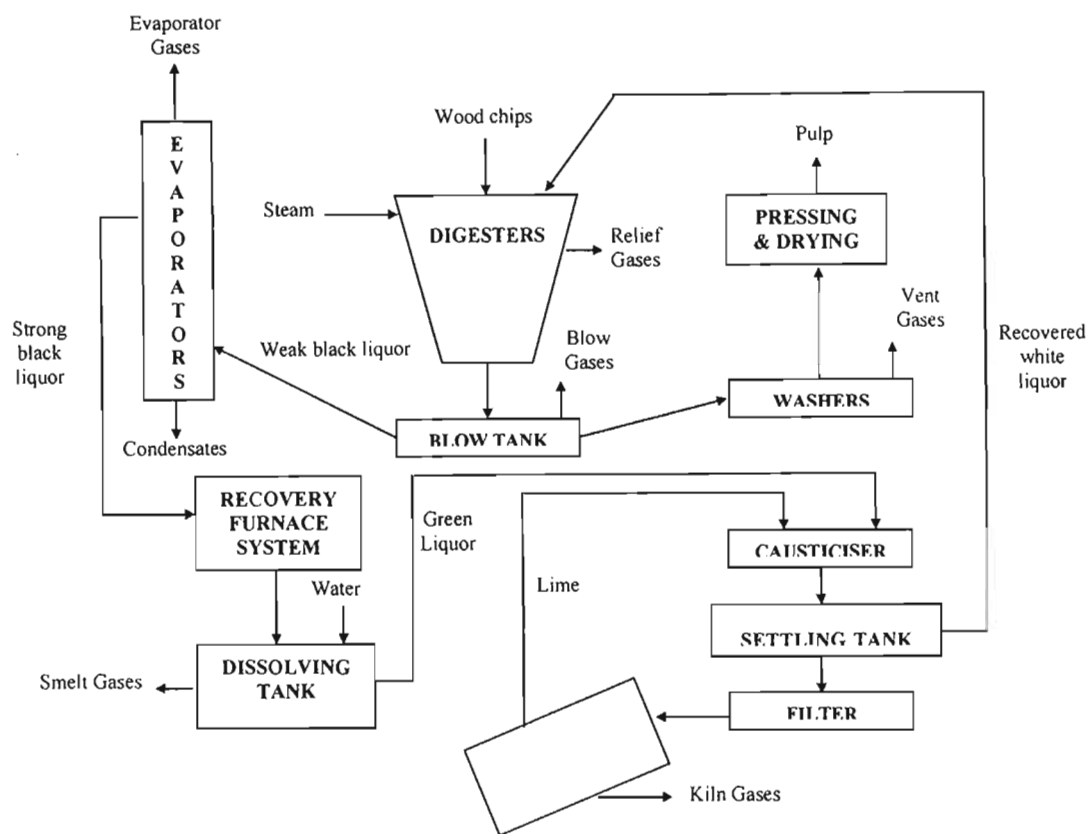 Evaporator
Gases
Wood chips
Pulp
E
V
A
P
O
R
A
T
O
R
S
Steam
DIGESTERS
Relief
Gases
PRESSING
& DRYING
Vent
Gases
Strong
black
liquor
Weak black liquor
Blow
Gases
Recovered
white
liquor
WASHERS
BLOW TANK
Condensates
RECOVERY
FURNACE
SYSTEM
Green
Liquor
CAUSTICISER
Water
Lime
SETTLING TANK
DISSOLVING
TANK
Smelt Gases
FILTER
Kiln Gases